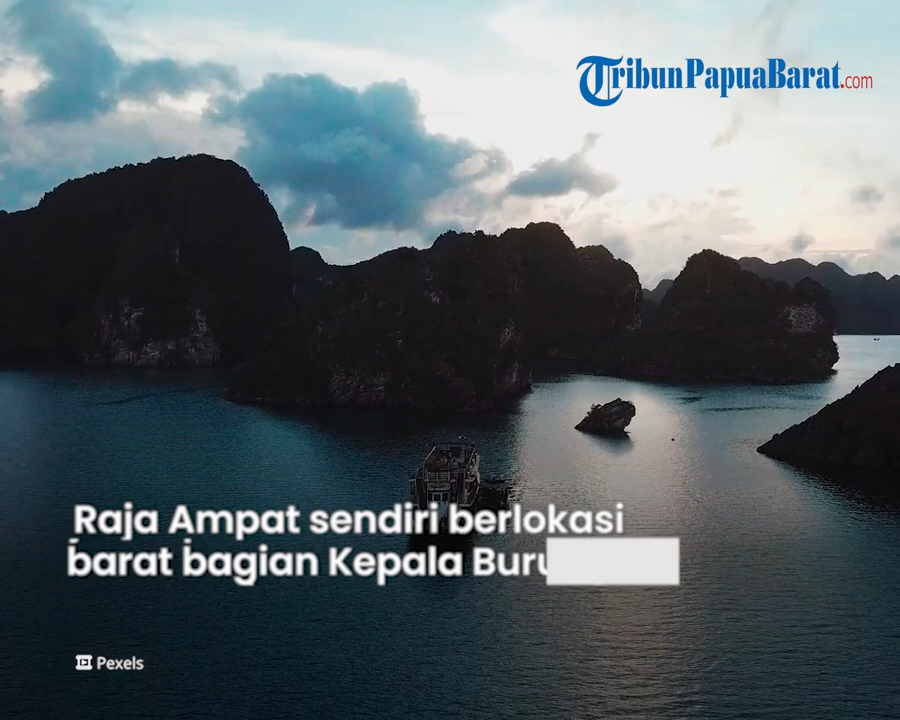 TribunPapuaBarat.com
Raja Ampat sendiri berlokasi
barat bagian Kepala
Pexels